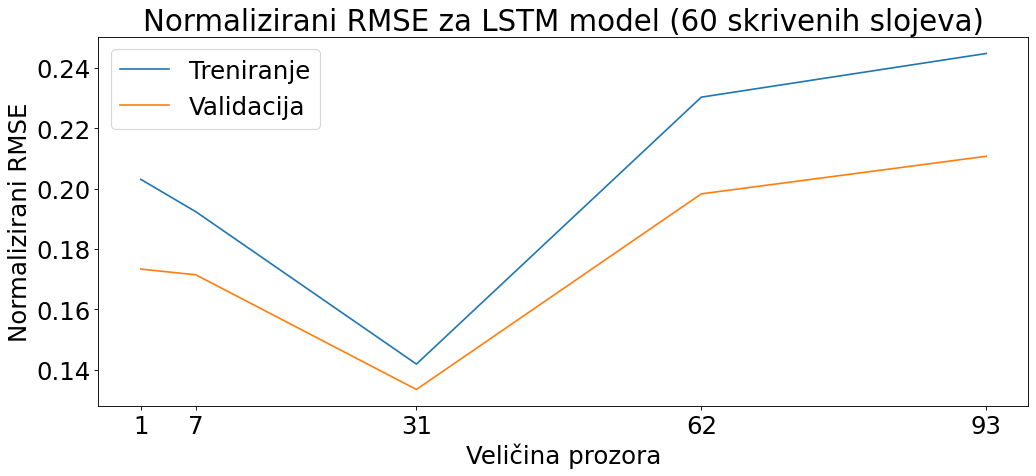 Normalizirani RMSE za LSTM model (60 skrivenih slojeva)
Treniranje
Validacija
Normalizirani RMSE
0.24
0.22
0.20
0.18
0.16
0.14
1 7 31 62 93
Veličina prozora